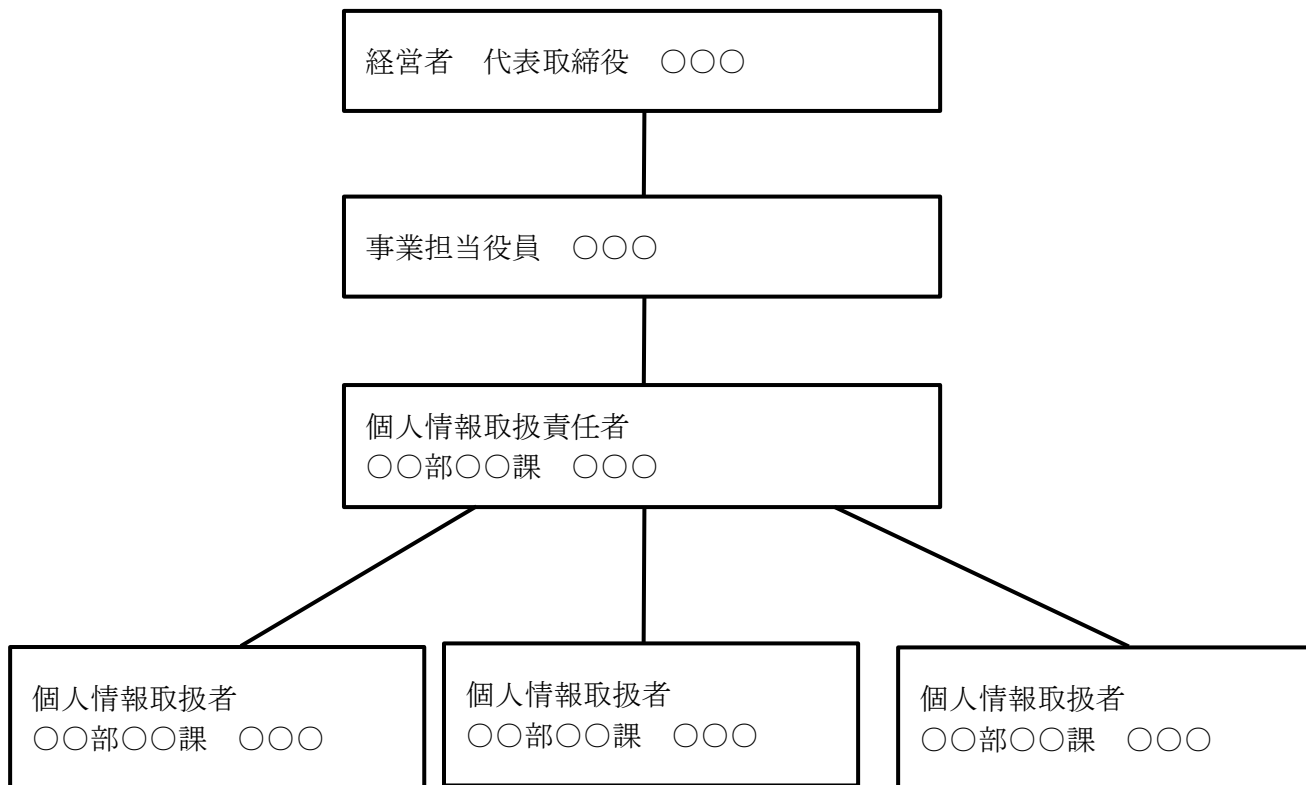 経営者　代表取締役　○○○
事業担当役員　○○○
個人情報取扱責任者
○○部○○課　○○○
個人情報取扱者
○○部○○課　○○○
個人情報取扱者
○○部○○課　○○○
個人情報取扱者
○○部○○課　○○○